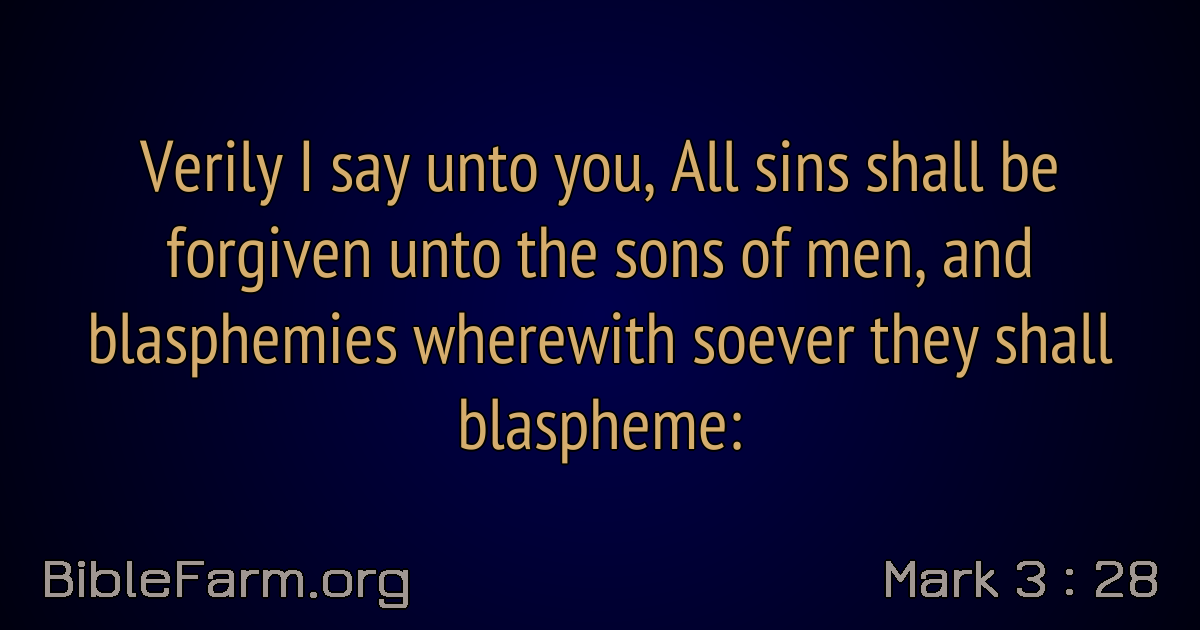 Verily I say unto you, All sins shall be
forgiven unto the sons of men, and
blasphemies wherewith soever they shall
blaspheme:
BibleFarm.org
Mark 3 : 28